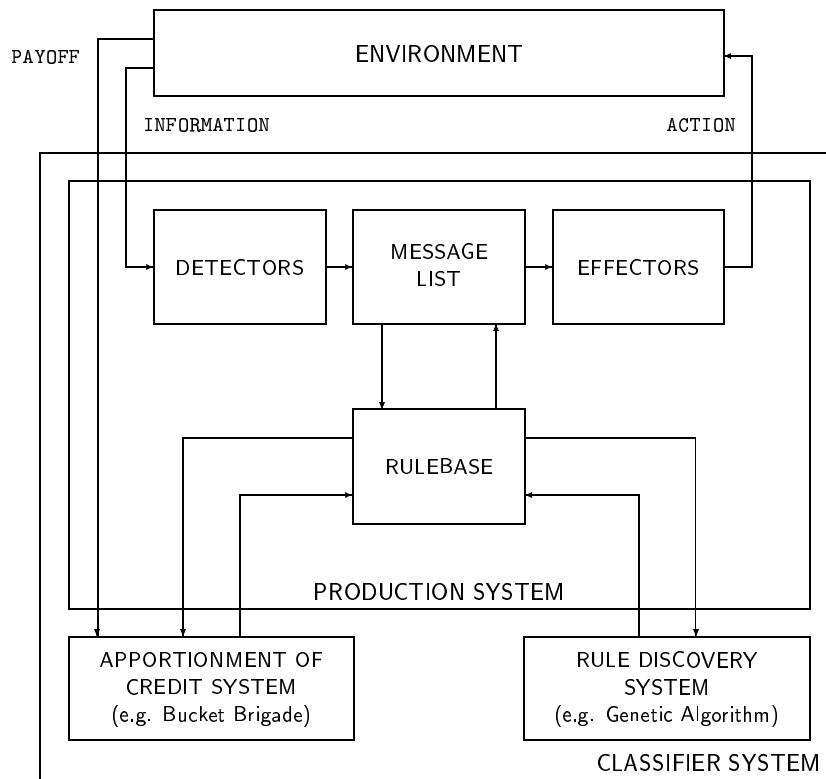 ENVIRONMENT
PAYOFF
INFORMATION
ACTION
DETECTORS
MESSAGE
LIST
EFFECTORS
RULEBASE
PRODUCTION SYSTEM
APPORTIONMENT OF
CREDIT SYSTEM
(e.g. Bucket Brigade)
RULE DISCOVERY
SYSTEM
(e.g. Genetic Algorithm)
CLASSIFIER SYSTEM